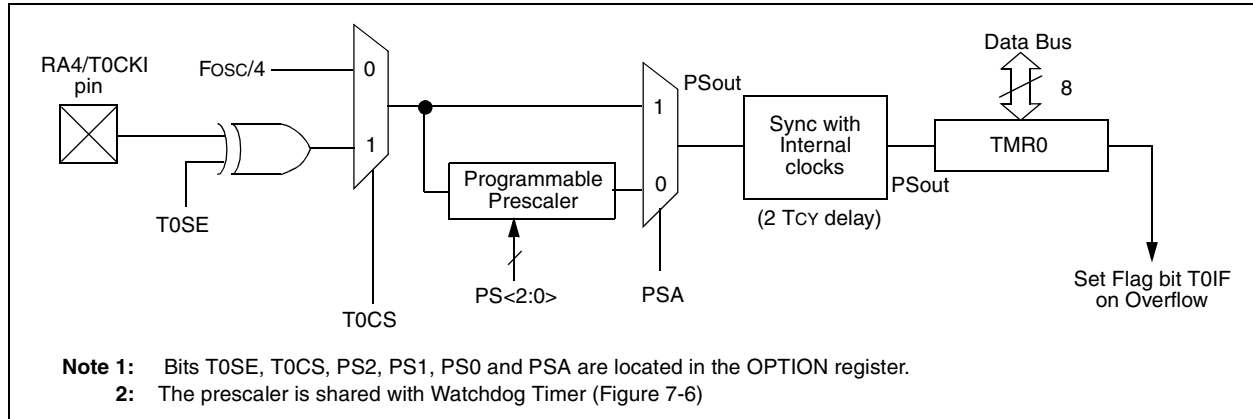 RA4/T0CKI
pin
FOSC/4
0
1
T0SE
T0CS
Programmable
Prescaler
PS<2:0>
1
0
PSA
PSout
Sync with
Internal
clocks
(2 TCY delay)
PSout
Data Bus
8
TMR0
Set Flag bit T0IF
on Overflow
Note 1: Bits T0SE, T0CS, PS2, PS1, PS0 and PSA are located in the OPTION register.
2: The prescaler is shared with Watchdog Timer (Figure 7-6)